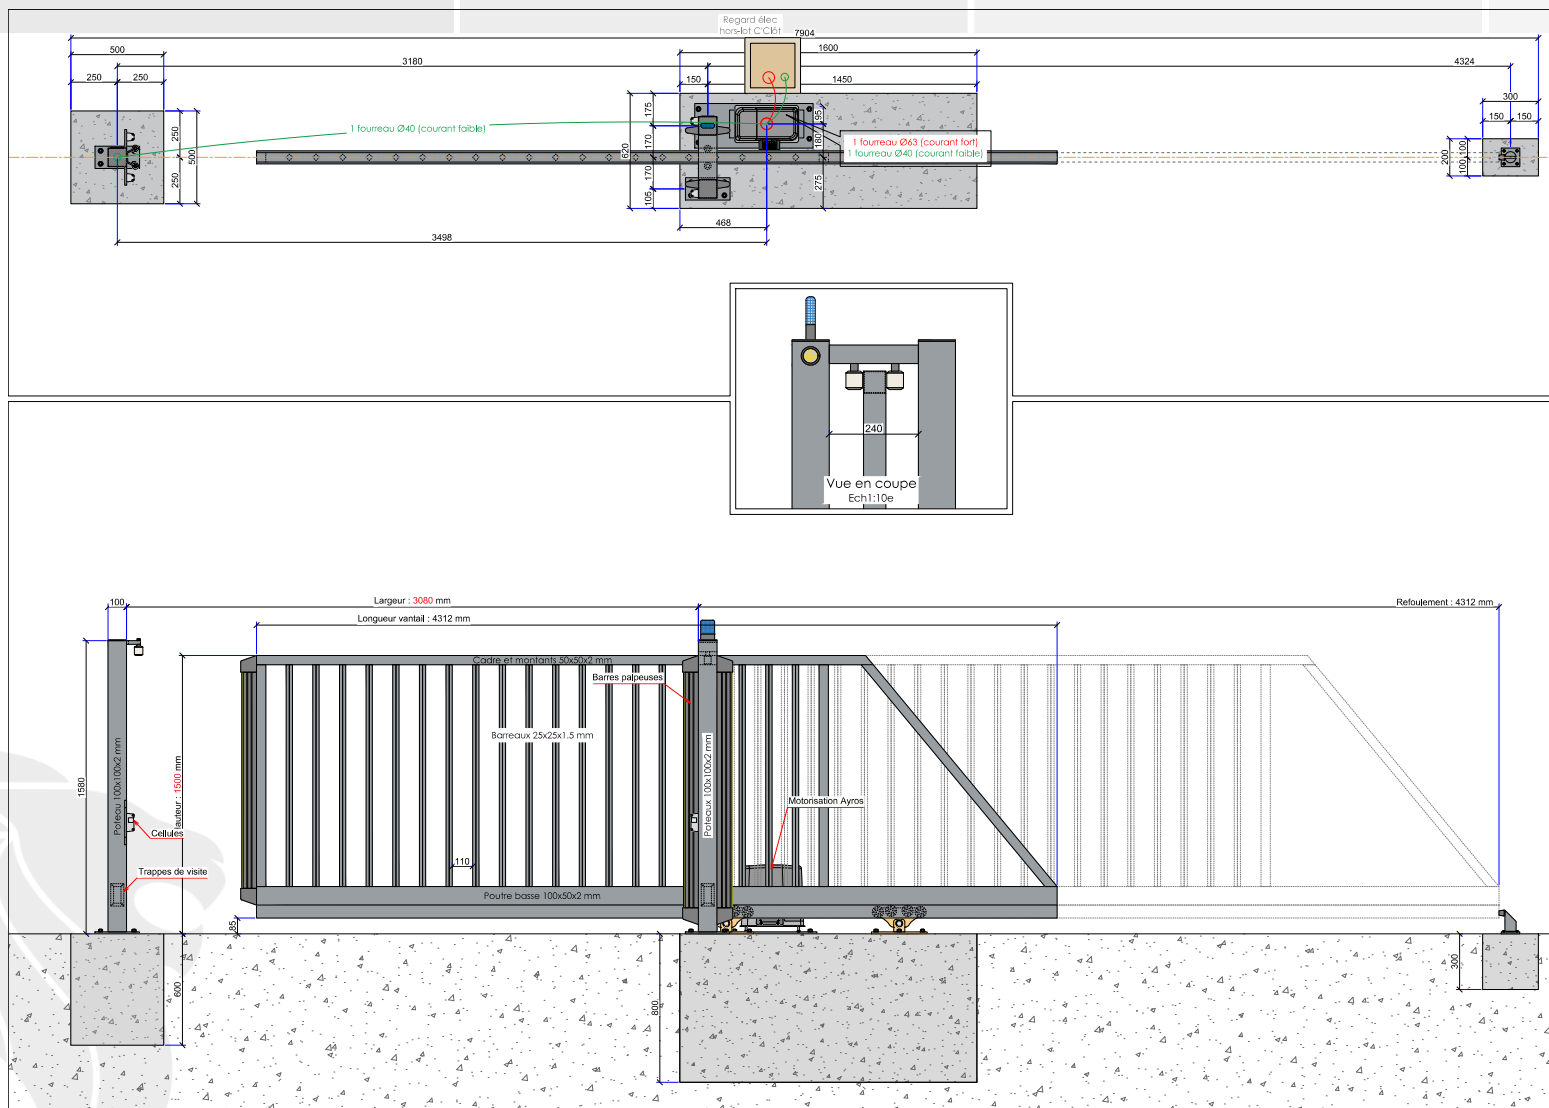 Regard élec
hors-lot C'Clôt
7904
500
1600
3180
4324
250
250
150
1450
300
150
150
175
170
170
105
620
95
180
275
250
250
500
200
100
100
1 fourreau Ø40 (courant faible)
1 fourreau Ø63 (courant fort)
1 fourreau Ø40 (courant faible)
468
3498
240
Vue en coupe
Ech1:10e
100
Largeur : 3080 mm
Refoulement : 4312 mm
Longueur vantail : 4312 mm
Cadre et montants 50x50x2 mm
Barres palpeuses
Barreaux 25x25x1.5 mm
1580
Poteau 100x100x2 mm
hauteur : 1500 mm
Poteaux 100x100x2 mm
Motorisation Ayros
Cellules
Trappes de visite
110
Poutre basse 100x50x2 mm
85
600
800
300